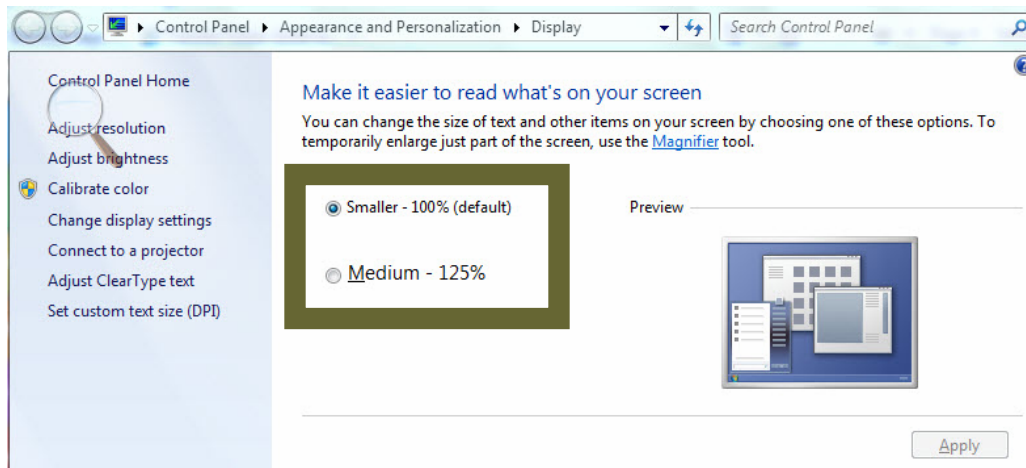 Control Panel Appearance and Personalization Display Search Control Panel
Control Panel Home
Adjust resolution
Adjust brightness
Calibrate color
Change display settings
Connect to a projector
Adjust ClearType text
Set custom text size (DPI)
Make it easier to read what's on your screen
You can change the size of text and other items on your screen by choosing one of these options. To
temporarily enlarge just part of the screen, use the Magnifier tool.
Smaller - 100% (default)
Medium - 125%
Preview
Apply